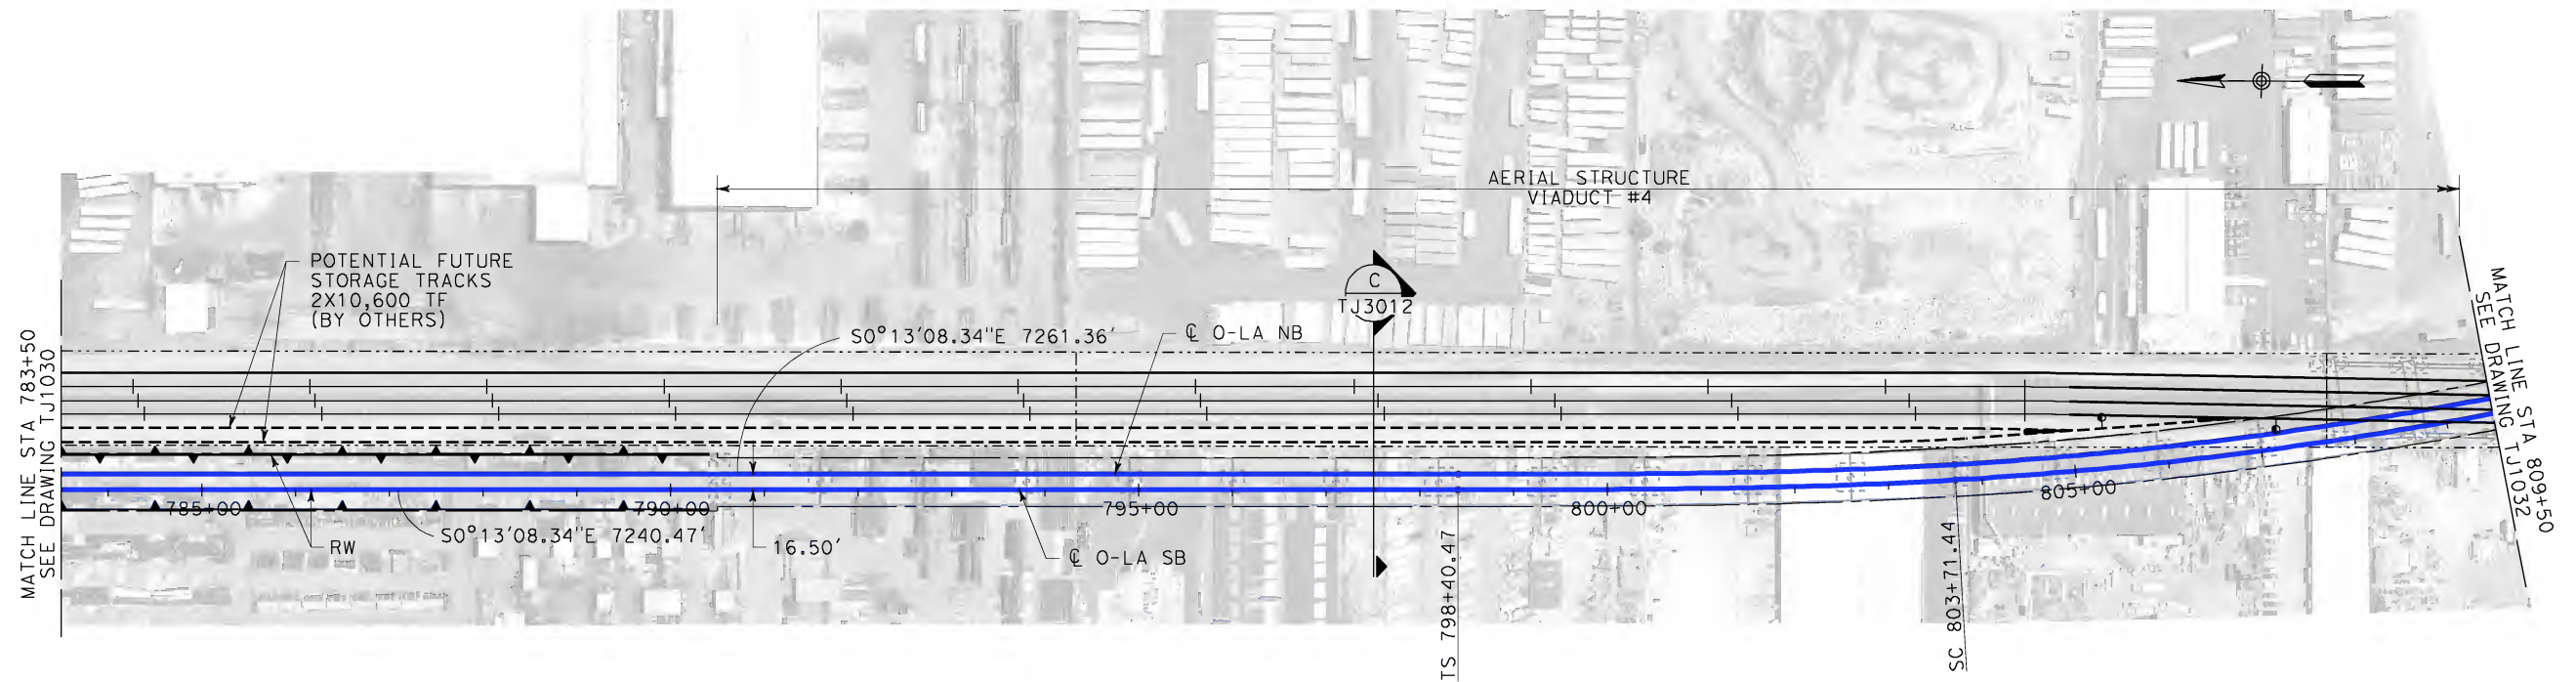 AERIAL STRUCTURE
VIADUCT #4
POTENTIAL FUTURE
STORAGE TRACKS
2X10,600 TF
(BY OTHERS)
C
TJ3012
S0°13'08.34"E 7261.36'
℄ O-LA NB
MATCH LINE STA 783+50
SEE DRAWING TJ1030
MATCH LINE STA 809+50
SEE DRAWING TJ1032
785+00
790+00
795+00
800+00
805+00
S0°13'08.34"E 7240.47'
RW
16.50'
℄ O-LA SB
TS 798+40.47
SC 803+71.44